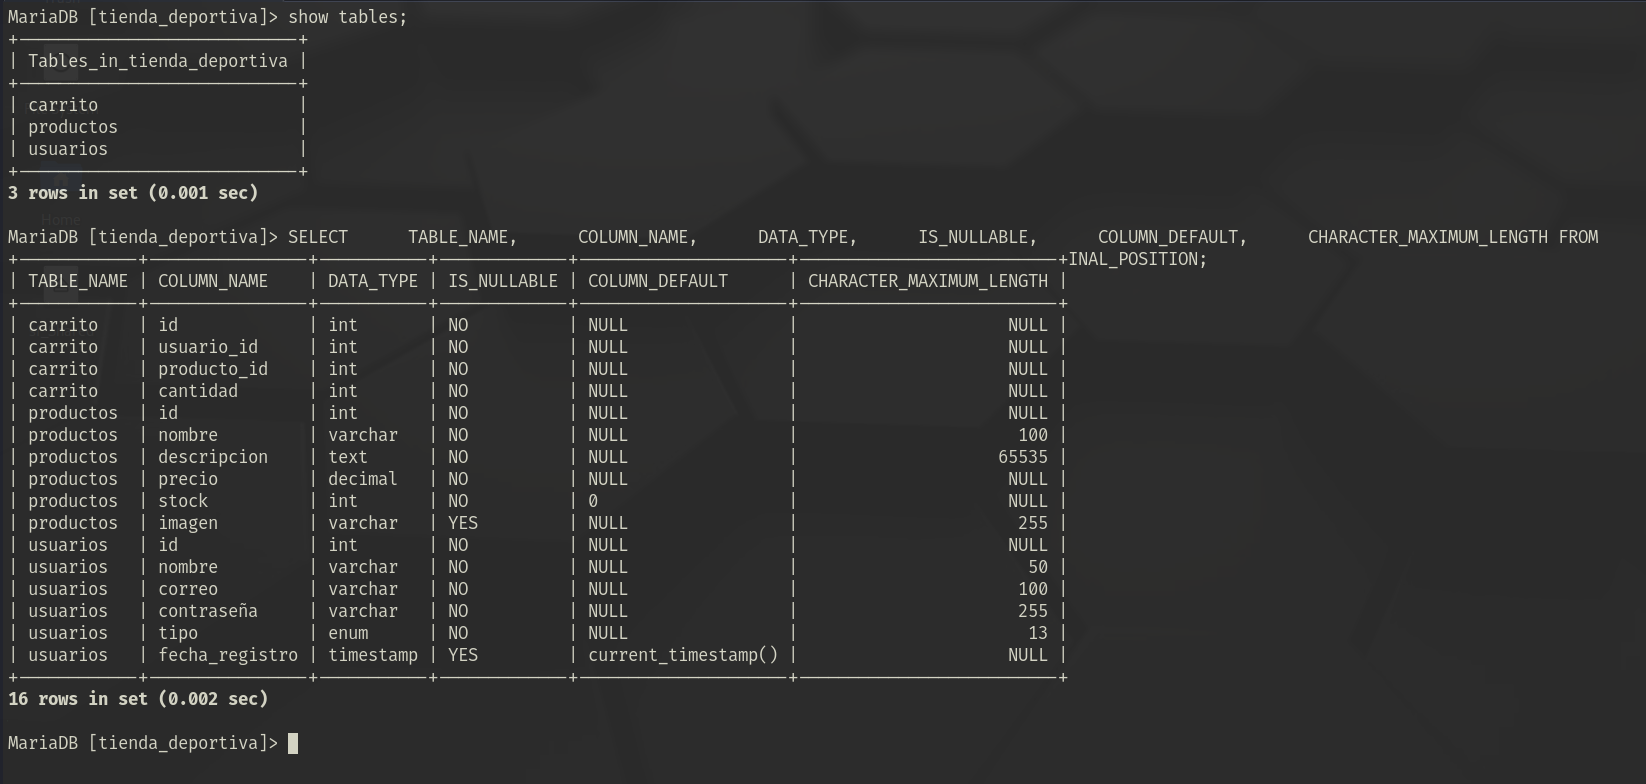 MariaDB [tienda_deportiva]> show tables;
+----------------------------+
| Tables_in_tienda_deportiva |
+----------------------------+
| carrito                    |
| productos                  |
| usuarios                   |
+----------------------------+
3 rows in set (0.001 sec)
Home
MariaDB [tienda_deportiva]> SELECT      TABLE_NAME,      COLUMN_NAME,      DATA_TYPE,      IS_NULLABLE,      COLUMN_DEFAULT,      CHARACTER_MAXIMUM_LENGTH FROM
+------------+----------------+-----------+-------------+---------------------+--------------------------+INAL_POSITION;
| TABLE_NAME | COLUMN_NAME    | DATA_TYPE | IS_NULLABLE | COLUMN_DEFAULT      | CHARACTER_MAXIMUM_LENGTH |
+------------+----------------+-----------+-------------+---------------------+--------------------------+
| carrito    | id             | int       | NO          | NULL                |                     NULL |
| carrito    | usuario_id     | int       | NO          | NULL                |                     NULL |
| carrito    | producto_id    | int       | NO          | NULL                |                     NULL |
| carrito    | cantidad       | int       | NO          | NULL                |                     NULL |
| productos  | id             | int       | NO          | NULL                |                     NULL |
| productos  | nombre         | varchar   | NO          | NULL                |                      100 |
| productos  | descripcion    | text      | NO          | NULL                |                    65535 |
| productos  | precio         | decimal   | NO          | NULL                |                     NULL |
| productos  | stock          | int       | NO          | 0                   |                     NULL |
| productos  | imagen         | varchar   | YES         | NULL                |                      255 |
| usuarios   | id             | int       | NO          | NULL                |                     NULL |
| usuarios   | nombre         | varchar   | NO          | NULL                |                       50 |
| usuarios   | correo         | varchar   | NO          | NULL                |                      100 |
| usuarios   | contraseña     | varchar   | NO          | NULL                |                      255 |
| usuarios   | tipo           | enum      | NO          | NULL                |                       13 |
| usuarios   | fecha_registro | timestamp | YES         | current_timestamp() |                     NULL |
+------------+----------------+-----------+-------------+---------------------+--------------------------+
16 rows in set (0.002 sec)
MariaDB [tienda_deportiva]>